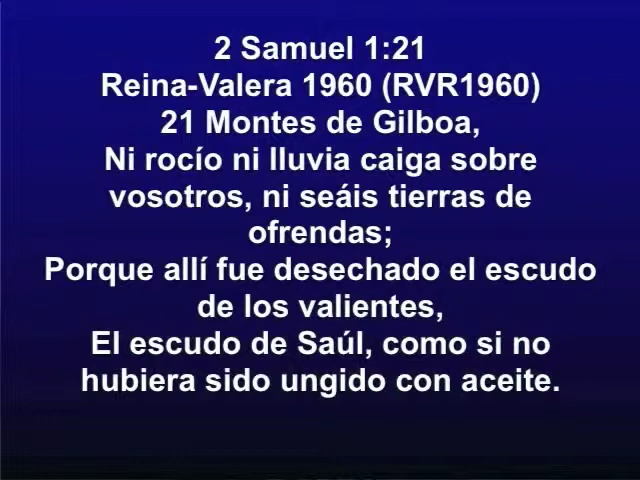 2 Samuel 1:21
Reina-Valera 1960 (RVR1960)
21 Montes de Gilboa,
Ni rocío ni lluvia caiga sobre
vosotros, ni seáis tierras de
ofrendas;
Porque allí fue desechado el escudo
de los valientes,
El escudo de Saúl, como si no
hubiera sido ungido con aceite.